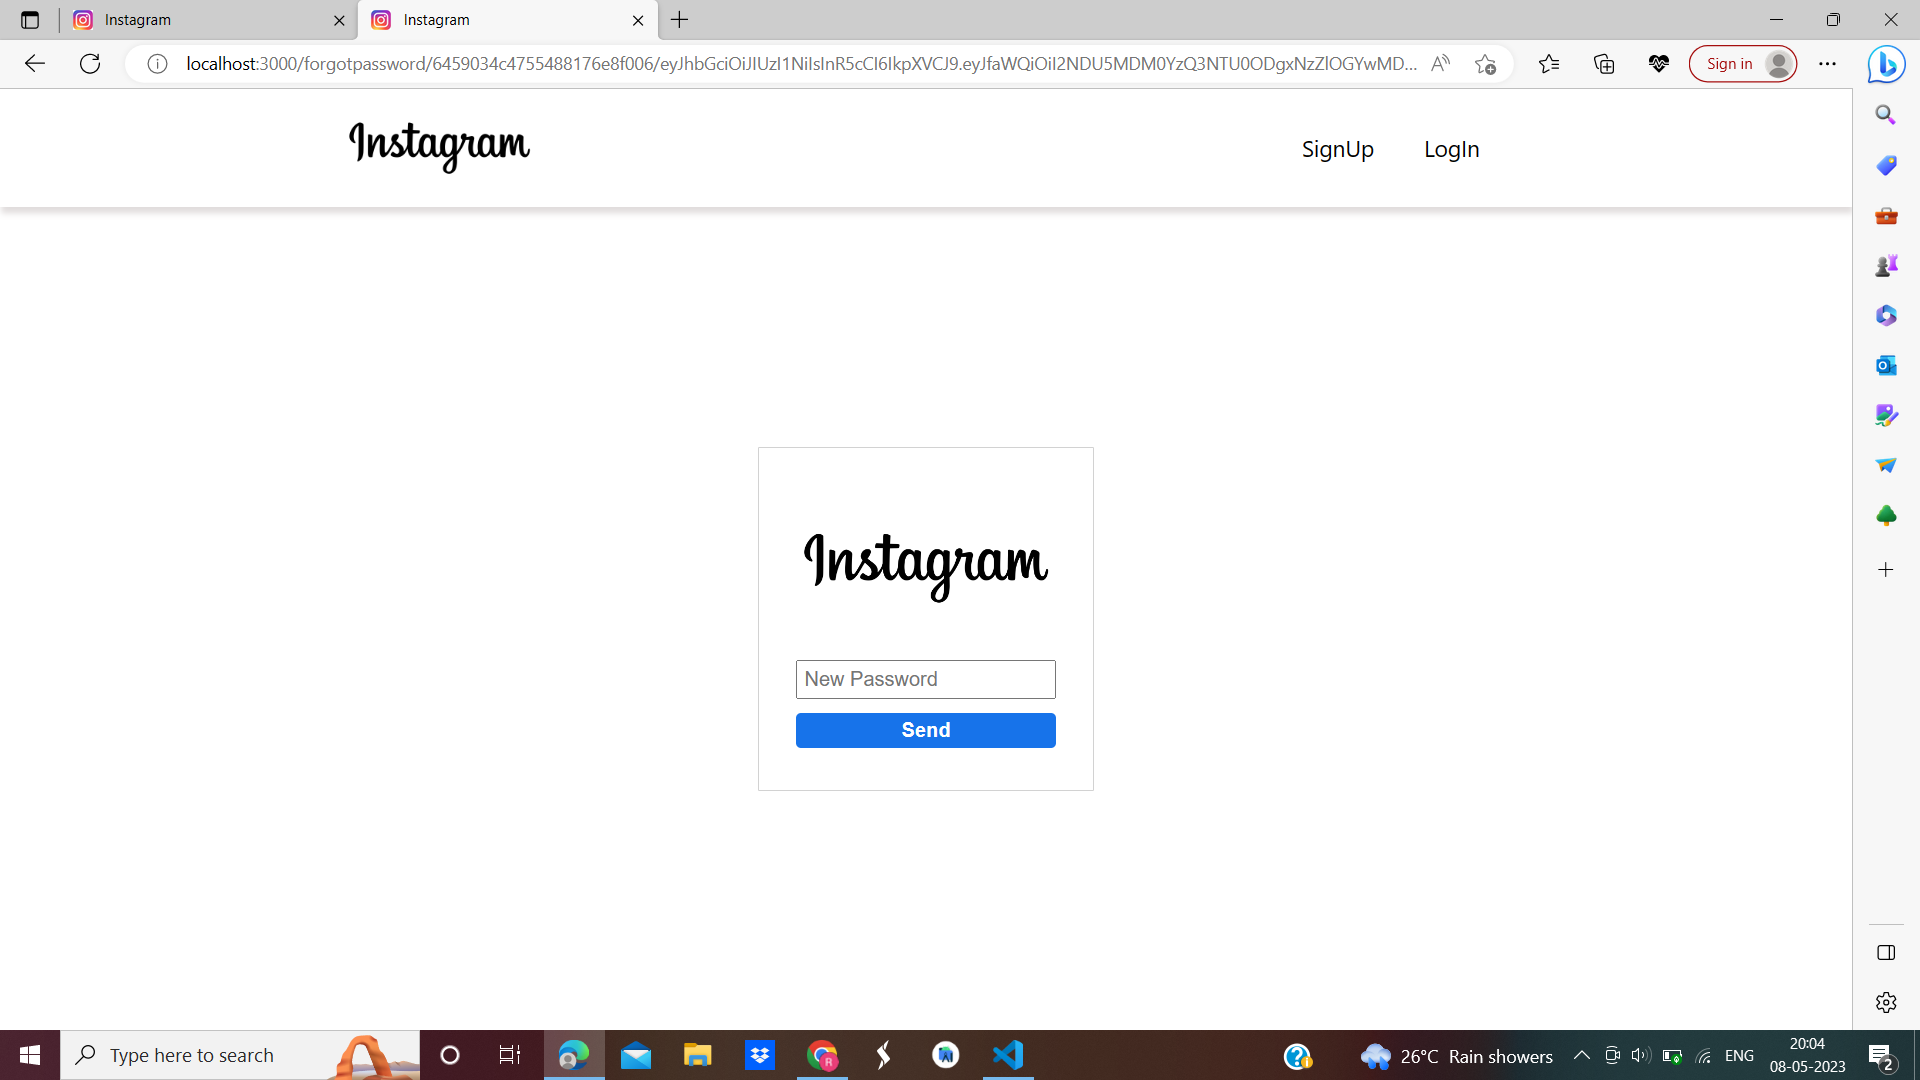 Instagram
Instagram
localhost:3000/forgotpassword/6459034c4755488176e8f006/eyJhbGciOiJIUzI1NiIsInR5cCI6IkpXVCJ9.eyJfaWQiOiI2NDU5MDM0YzQ3NTU0ODgxNzZlOGYwMD...
Sign in
Instagram
SignUp
LogIn
Instagram
New Password
Send
Type here to search
26°C Rain showers
ENG
20:04
08-05-2023
2